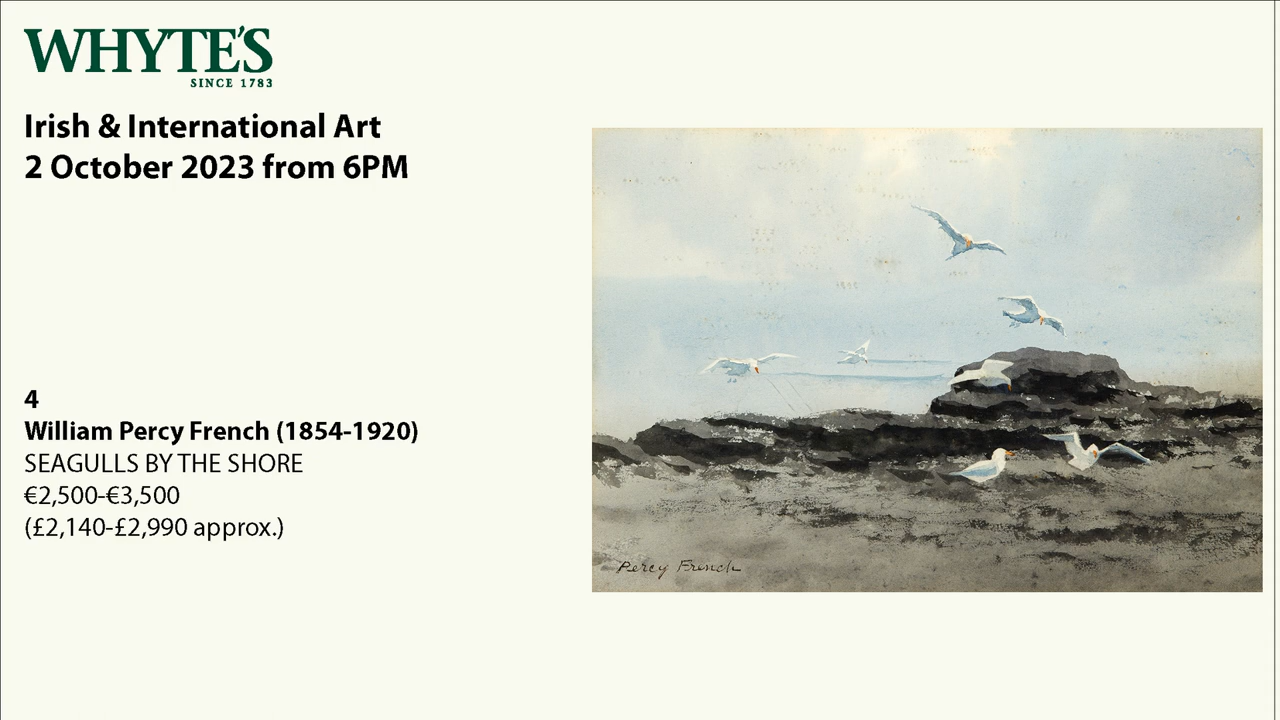 WHYTE'S
SINCE 1783
Irish & International Art
2 October 2023 from 6PM
4
William Percy French (1854-1920)
SEAGULLS BY THE SHORE
€2,500-€3,500
(£2,140-£2,990 approx.)
Percy French